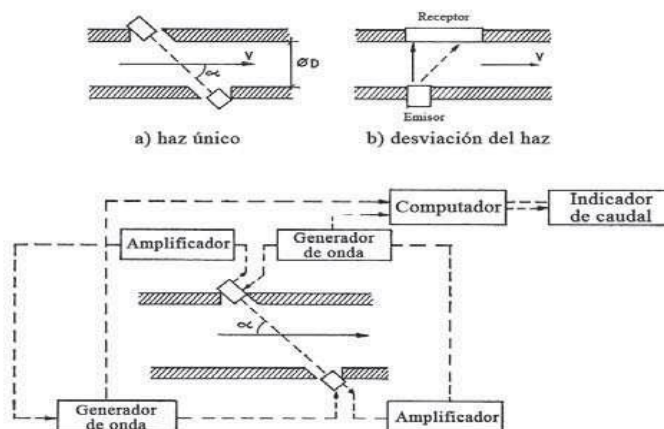 Receptor
V
α
ØD
V
Emisor
a) haz único
b) desviación del haz
Computador
Indicador
de caudal
Amplificador
Generador
de onda
α
Generador
de onda
Amplificador